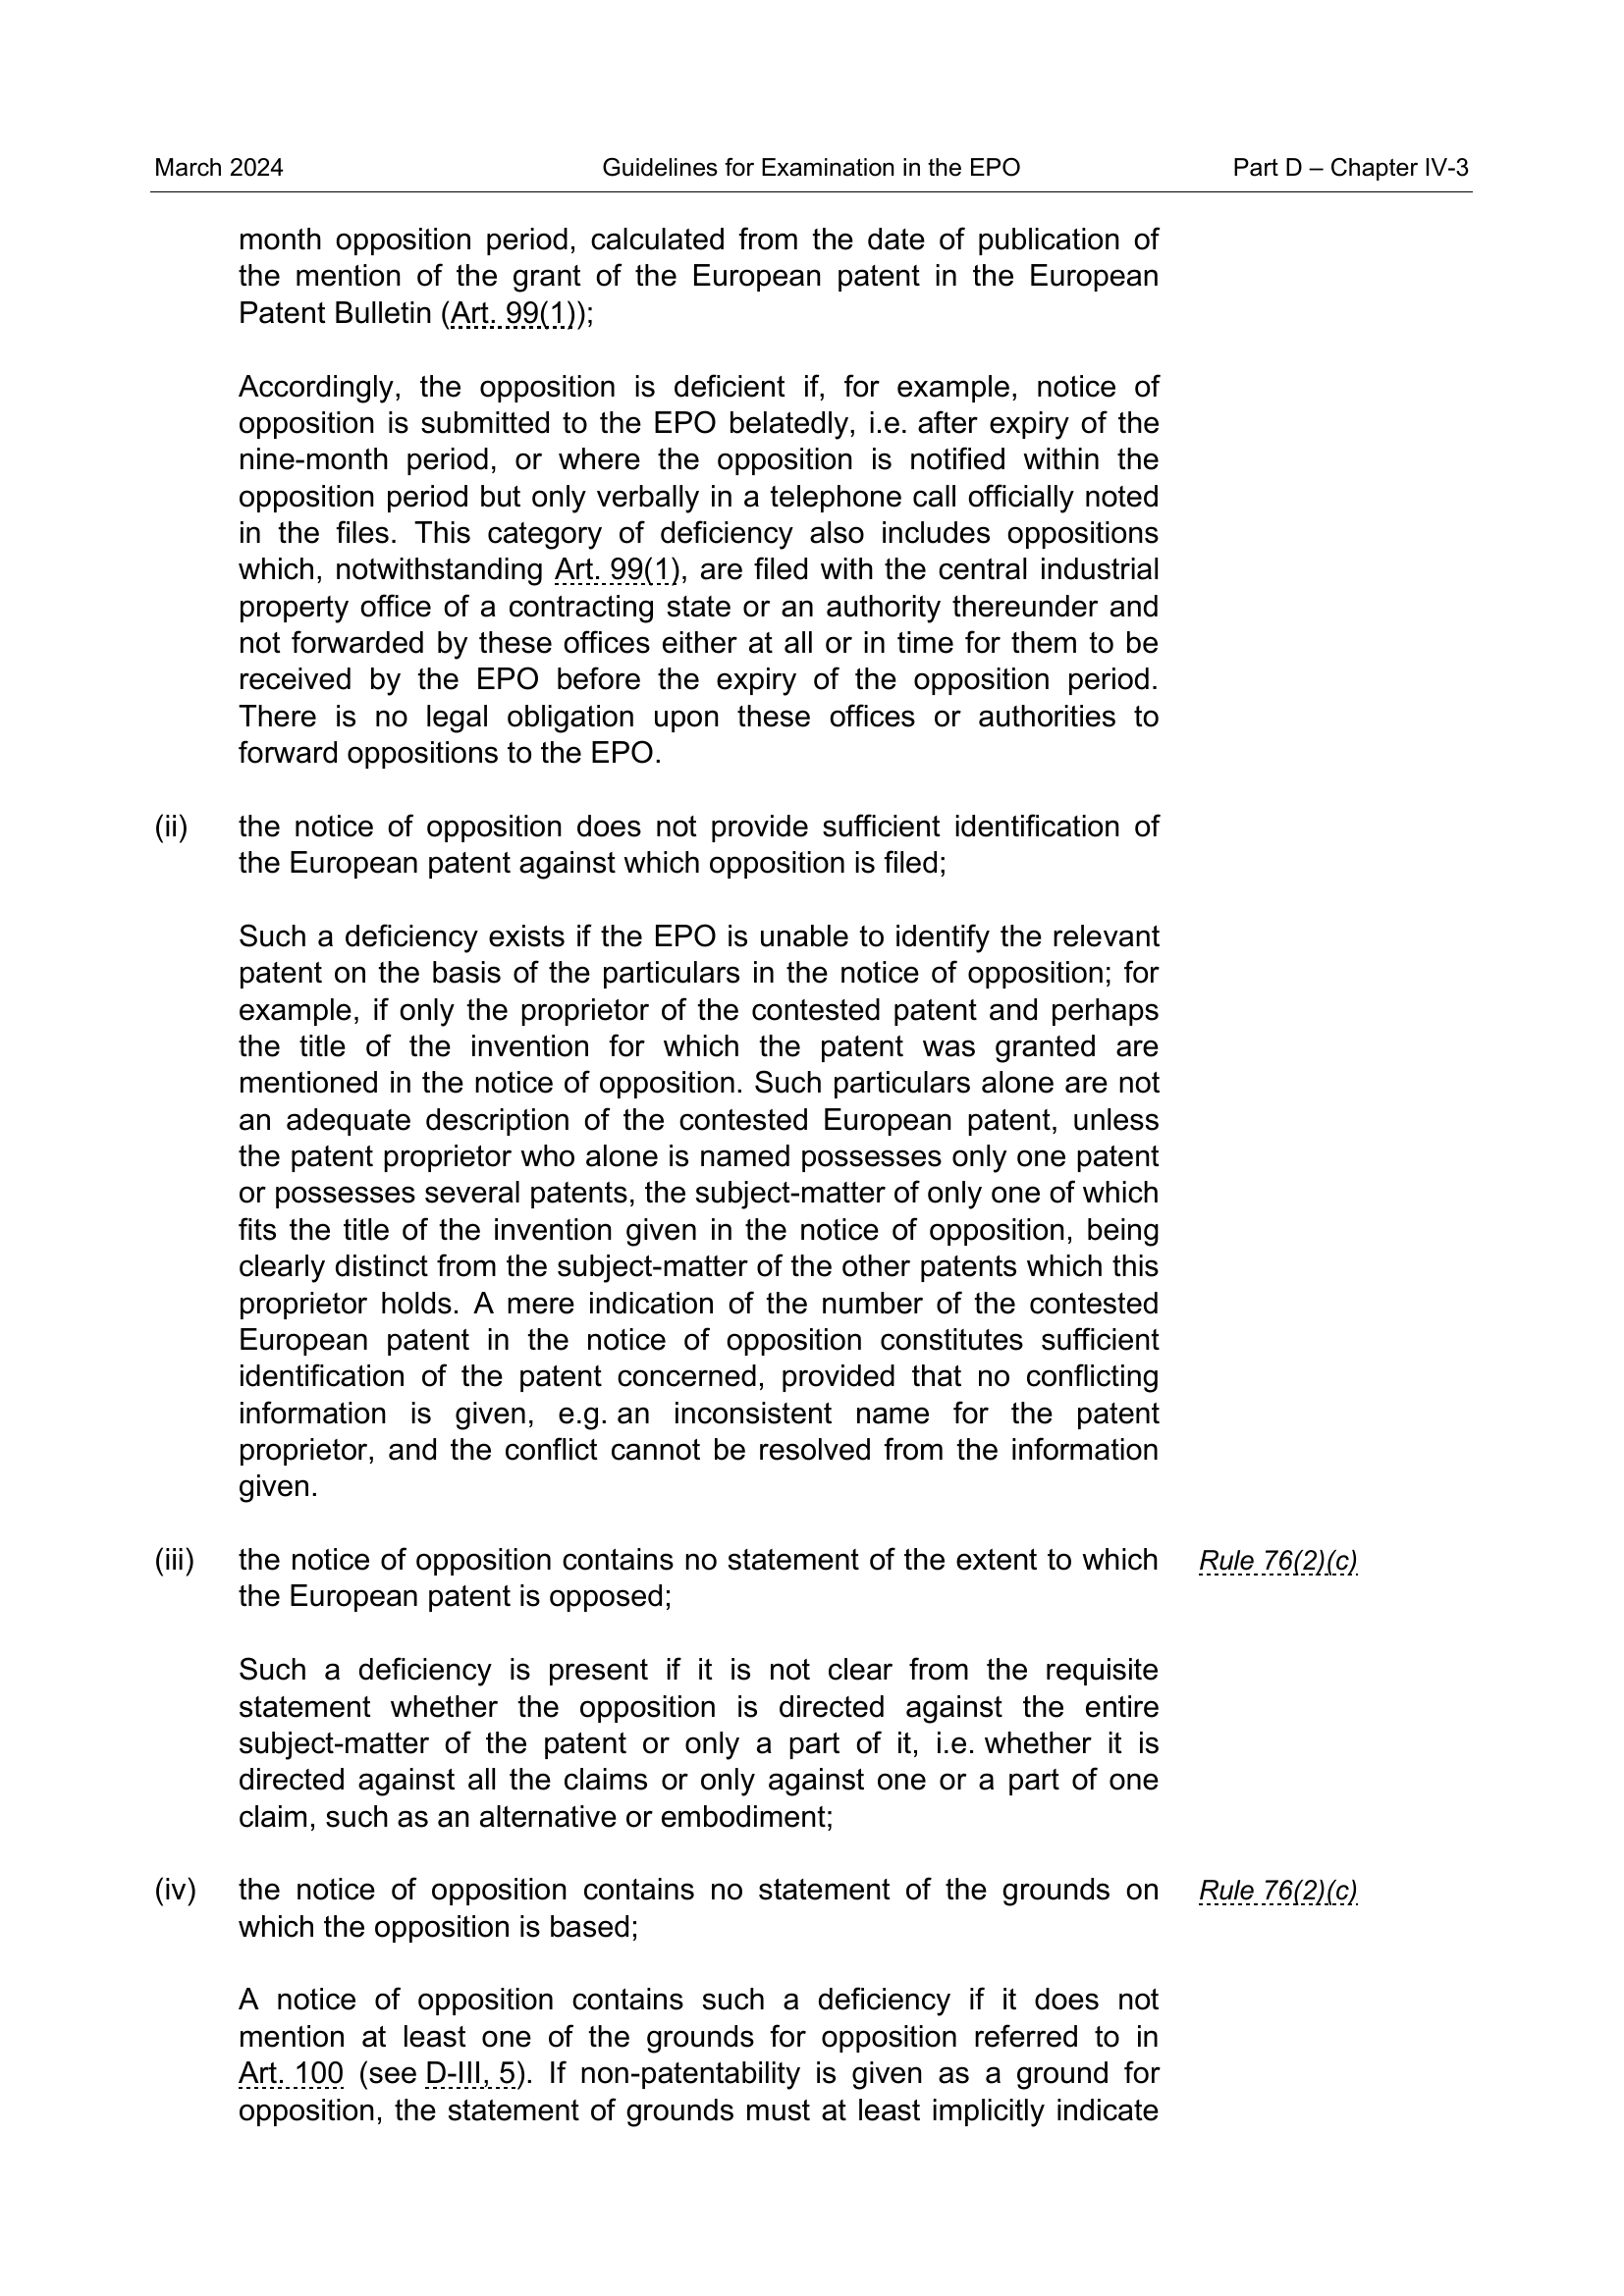 March 2024 Guidelines for Examination in the EPO Part D – Chapter IV-3
month opposition period, calculated from the date of publication of
the mention of the grant of the European patent in the European
Patent Bulletin (Art. 99(1));
Accordingly, the opposition is deficient if, for example, notice of
opposition is submitted to the EPO belatedly, i.e. after expiry of the
nine-month period, or where the opposition is notified within the
opposition period but only verbally in a telephone call officially noted
in the files. This category of deficiency also includes oppositions
which, notwithstanding Art. 99(1), are filed with the central industrial
property office of a contracting state or an authority thereunder and
not forwarded by these offices either at all or in time for them to be
received by the EPO before the expiry of the opposition period.
There is no legal obligation upon these offices or authorities to
forward oppositions to the EPO.
(ii) the notice of opposition does not provide sufficient identification of
the European patent against which opposition is filed;
Such a deficiency exists if the EPO is unable to identify the relevant
patent on the basis of the particulars in the notice of opposition; for
example, if only the proprietor of the contested patent and perhaps
the title of the invention for which the patent was granted are
mentioned in the notice of opposition. Such particulars alone are not
an adequate description of the contested European patent, unless
the patent proprietor who alone is named possesses only one patent
or possesses several patents, the subject-matter of only one of which
fits the title of the invention given in the notice of opposition, being
clearly distinct from the subject-matter of the other patents which this
proprietor holds. A mere indication of the number of the contested
European patent in the notice of opposition constitutes sufficient
identification of the patent concerned, provided that no conflicting
information is given, e.g. an inconsistent name for the patent
proprietor, and the conflict cannot be resolved from the information
given.
(iii) the notice of opposition contains no statement of the extent to which Rule 76(2)(c)
the European patent is opposed;
Such a deficiency is present if it is not clear from the requisite
statement whether the opposition is directed against the entire
subject-matter of the patent or only a part of it, i.e. whether it is
directed against all the claims or only against one or a part of one
claim, such as an alternative or embodiment;
(iv) the notice of opposition contains no statement of the grounds on Rule 76(2)(c)
which the opposition is based;
A notice of opposition contains such a deficiency if it does not
mention at least one of the grounds for opposition referred to in
Art. 100 (see D-III, 5). If non-patentability is given as a ground for
opposition, the statement of grounds must at least implicitly indicate